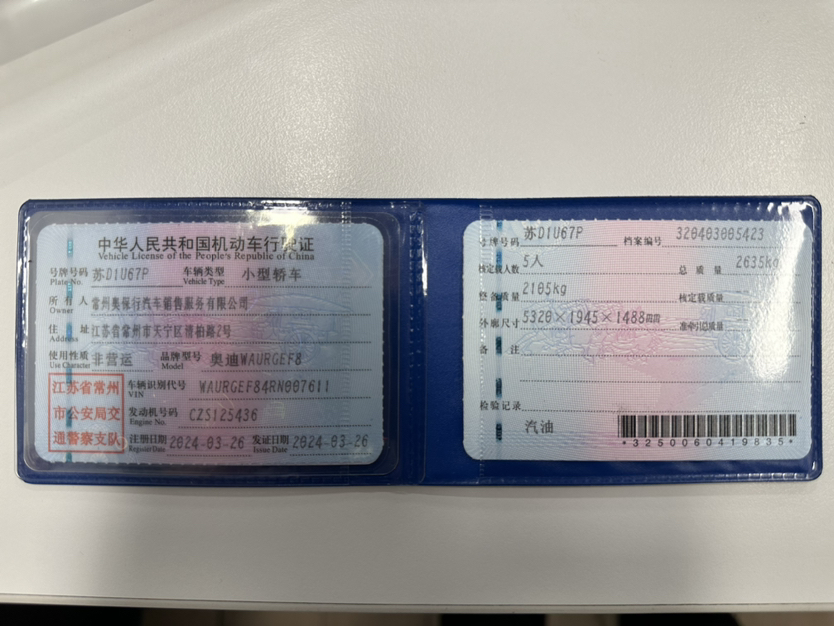 中华人民共和国机动车行驶证
Vehicle License of the People's Republic of China
号牌号码 苏D1U67P 车辆类型 小型轿车
Plate No. Vehicle Type
所有人 常州奥保行汽车销售服务有限公司
Owner
住址 江苏省常州市天宁区清柏路2号
Address
使用性质 非营运 品牌型号 奥迪WAURGEF8
Use Character Model
江苏省常州
市公安局交
通警察支队
车辆识别代号 WAURGEF84RN007611
VIN
发动机号码 CZS125436
Engine No.
注册日期 2024-03-26 发证日期 2024-03-26
Register Date Issue Date
号牌号码 苏D1U67P 档案编号 320403005423
核定载人数 5人 总质量 2635kg
整备质量 2105kg 核定载质量
外廓尺寸 5320×1945×1488mm 准牵引总质量
备注
检验记录
汽油
*3250060419835*